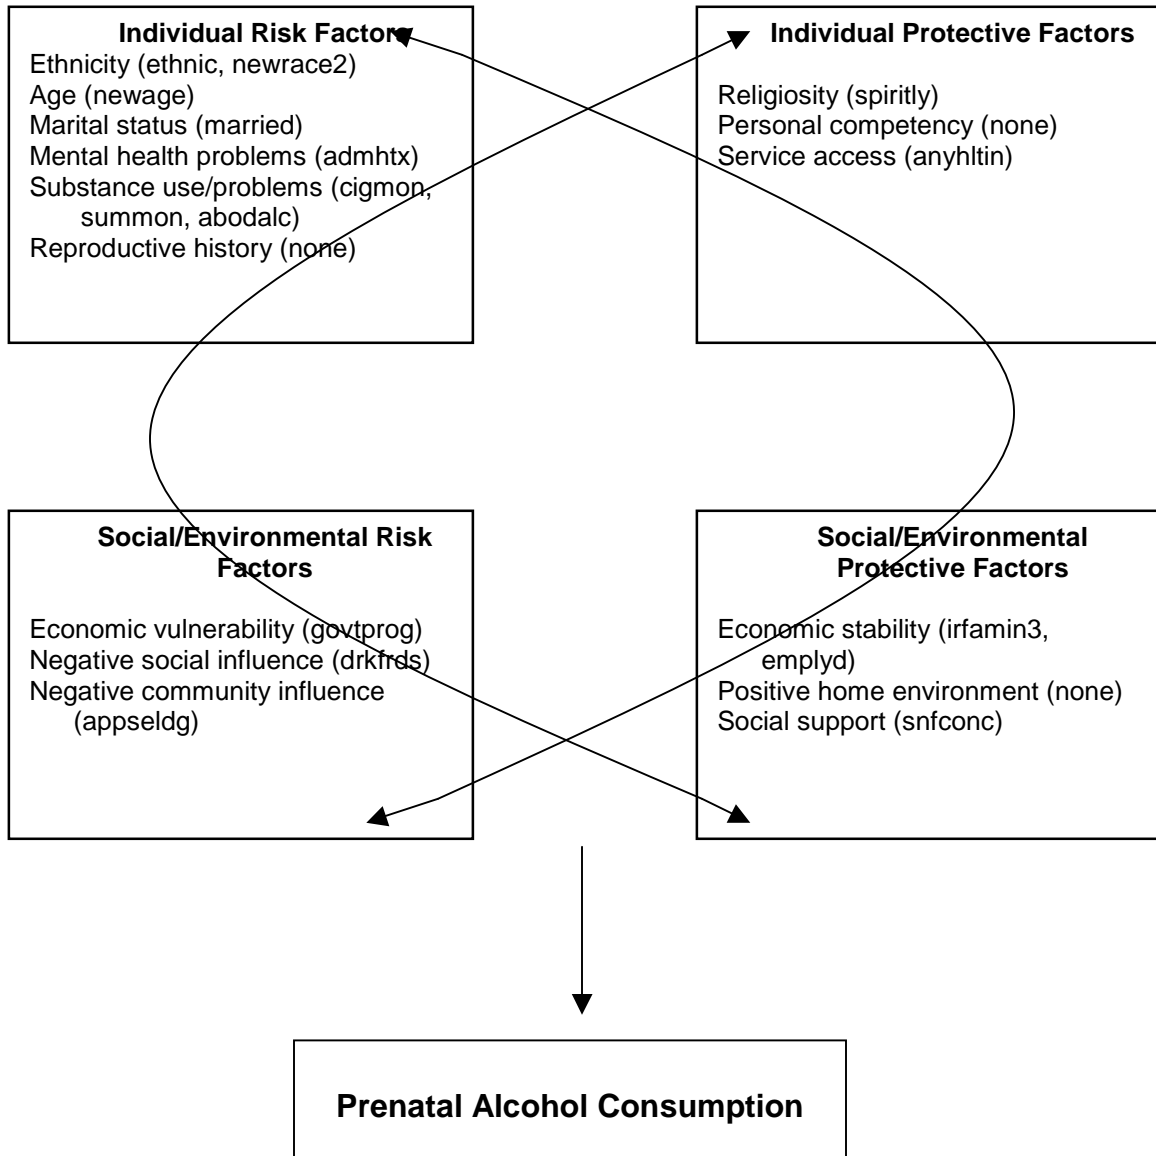 Individual Risk Factors
Ethnicity (ethnic, newrace2)
Age (newage)
Marital status (married)
Mental health problems (admhtx)
Substance use/problems (cigmon,
summon, abodalc)
Reproductive history (none)
Individual Protective Factors
Religiosity (spiritly)
Personal competency (none)
Service access (anyhltin)
Social/Environmental Risk
Factors
Economic vulnerability (govtprog)
Negative social influence (drkfrds)
Negative community influence
(appseldg)
Social/Environmental
Protective Factors
Economic stability (irfamin3,
emplyd)
Positive home environment (none)
Social support (snfconc)
Prenatal Alcohol Consumption